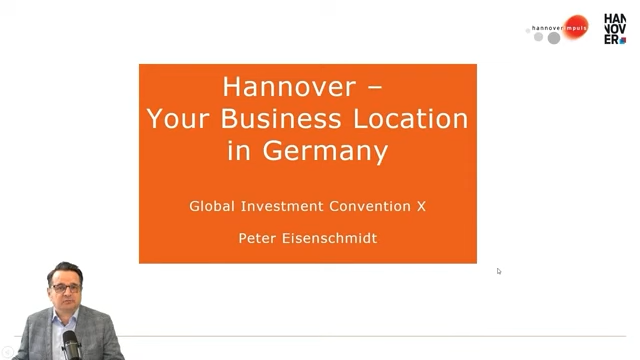 hannoverimpuls
HAN
NOV
ER
Hannover –
Your Business Location
in Germany
Global Investment Convention X
Peter Eisenschmidt